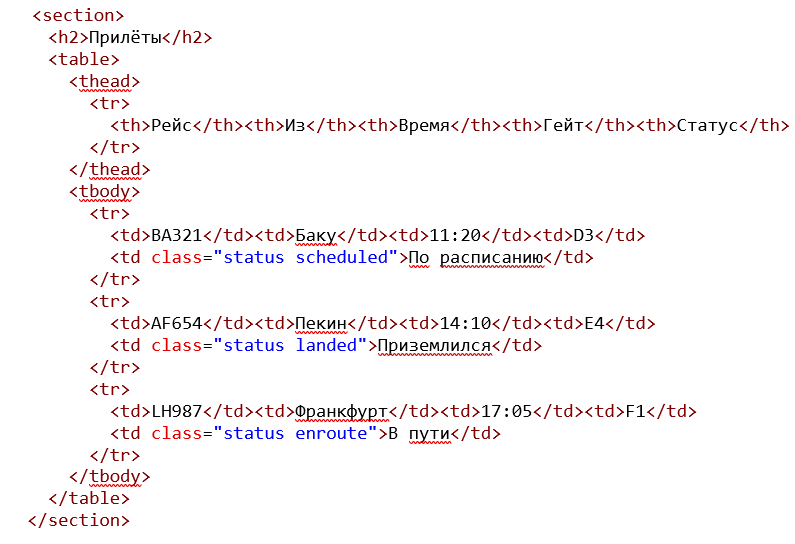 <section>
<h2>Прилёты</h2>
<table>
<thead>
<tr>
<th>Рейс</th><th>Из</th><th>Время</th><th>Гейт</th><th>Статус</th>
</tr>
</thead>
<tbody>
<tr>
<td>BA321</td><td>Баку</td><td>11:20</td><td>D3</td>
<td class="status scheduled">По расписанию</td>
</tr>
<tr>
<td>AF654</td><td>Пекин</td><td>14:10</td><td>E4</td>
<td class="status landed">Приземлился</td>
</tr>
<tr>
<td>LH987</td><td>Франкфурт</td><td>17:05</td><td>F1</td>
<td class="status enroute">В пути</td>
</tr>
</tbody>
</table>
</section>